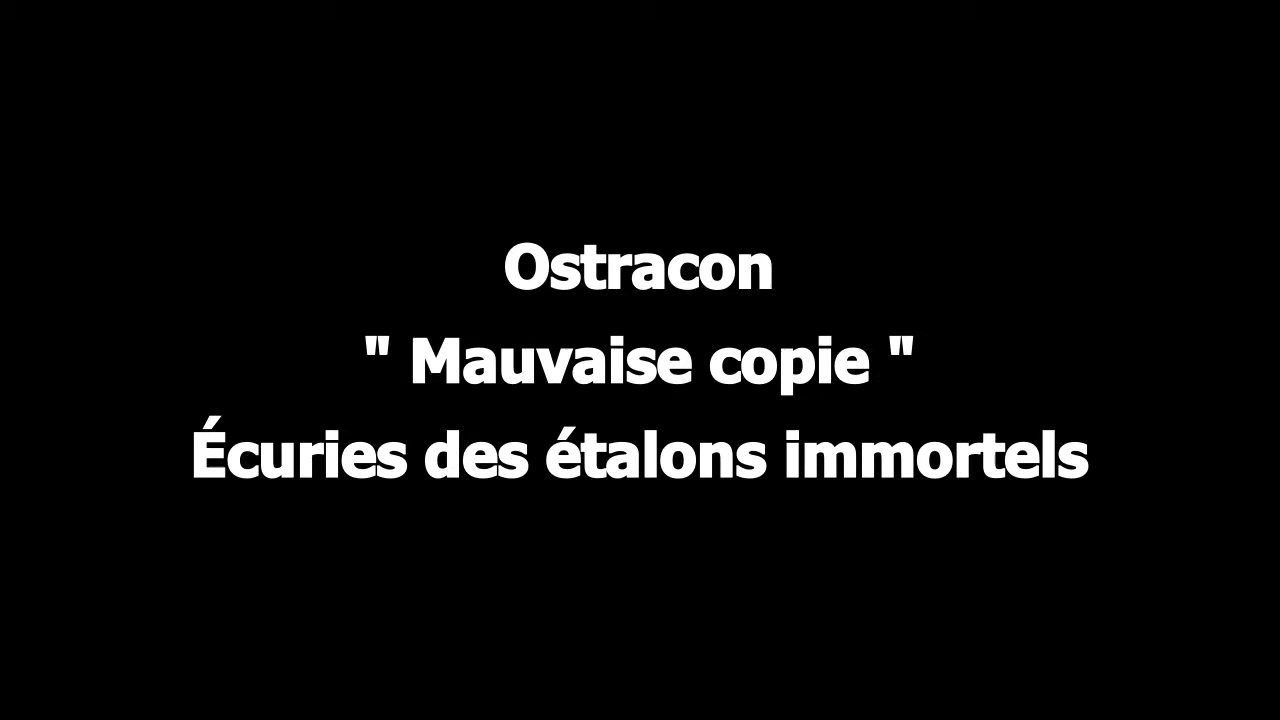 Ostracon
" Mauvaise copie "
Écuries des étalons immortels